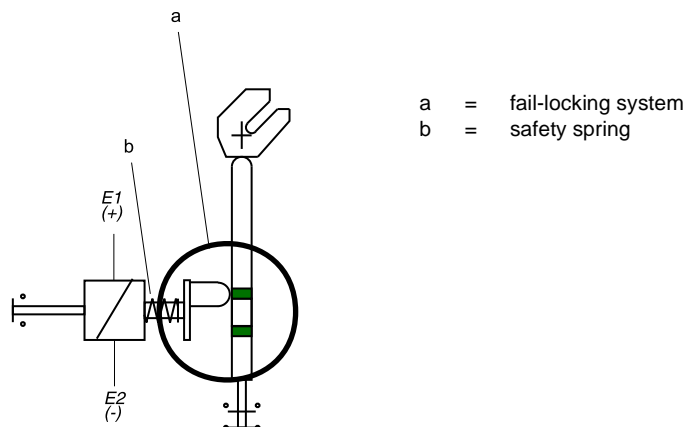 a
a = fail-locking system
b = safety spring
b
E1
(+)
E2
(-)